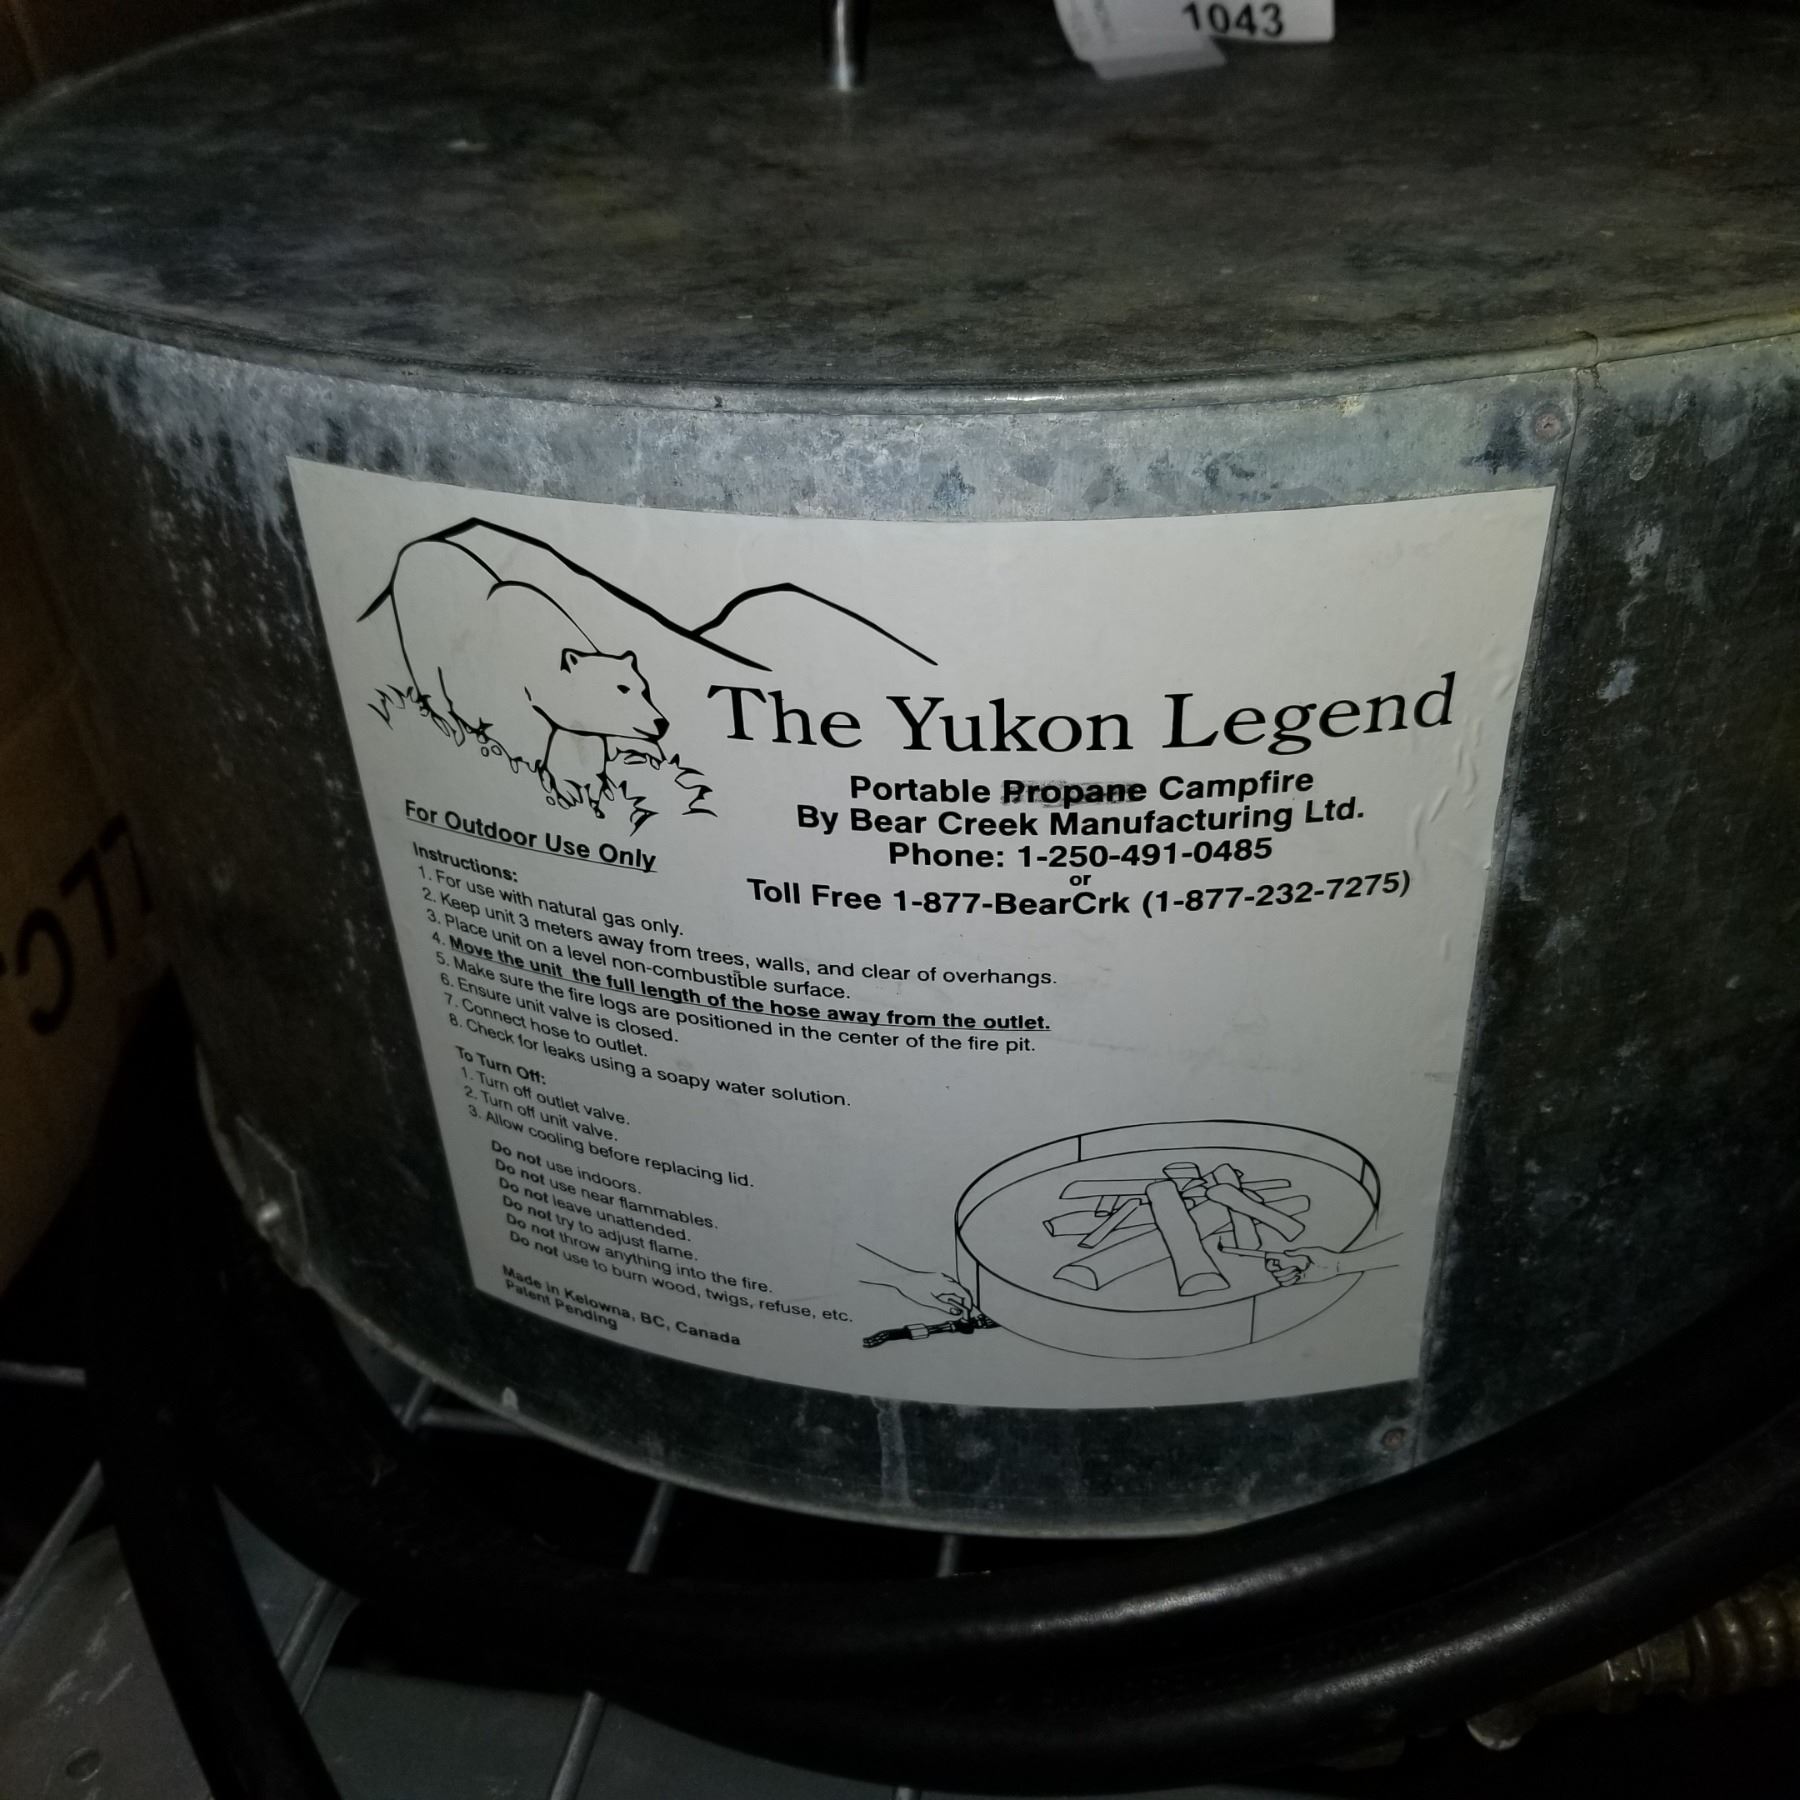 1043
The Yukon Legend
Portable Propane Campfire
By Bear Creek Manufacturing Ltd.
Phone: 1-250-491-0485
or
Toll Free 1-877-BearCrk (1-877-232-7275)
For Outdoor Use Only
Instructions:
1. For use with natural gas only.
2. Keep unit 3 meters away from trees, walls, and clear of overhangs.
3. Place unit on a level non-combustible surface.
4. Move the unit the full length of the hose away from the outlet.
5. Make sure the fire logs are positioned in the center of the fire pit.
6. Ensure unit valve is closed.
7. Connect hose to outlet.
8. Check for leaks using a soapy water solution.
To Turn Off:
1. Turn off outlet valve.
2. Turn off unit valve.
3. Allow cooling before replacing lid.
Do not use indoors.
Do not use near flammables.
Do not leave unattended.
Do not try to adjust flame.
Do not throw anything into the fire.
Do not use to burn wood, twigs, refuse, etc.
Made in Kelowna, BC, Canada
Patent Pending